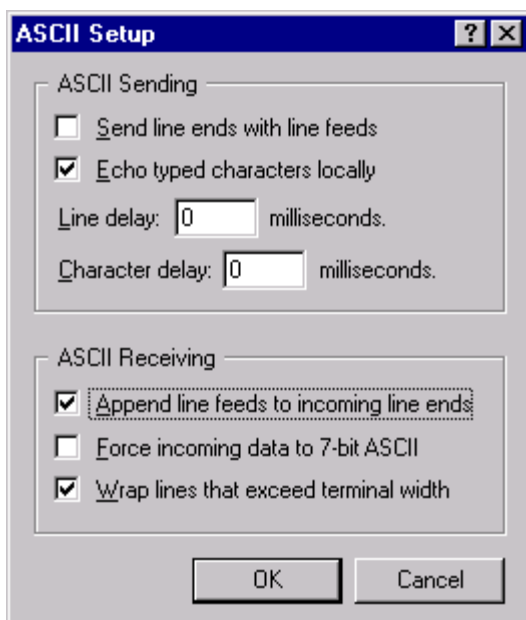 ASCII Setup
ASCII Sending
Send line ends with line feeds
Echo typed characters locally
Line delay: 0 milliseconds.
Character delay: 0 milliseconds.
ASCII Receiving
Append line feeds to incoming line ends
Force incoming data to 7-bit ASCII
Wrap lines that exceed terminal width
OK Cancel